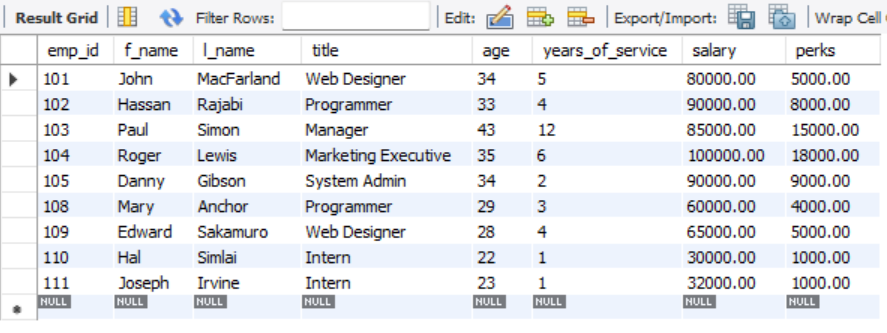 Result Grid Filter Rows: Edit: Export/Import: Wrap Cell
emp_id f_name l_name title age years_of_service salary perks
101 John MacFarland Web Designer 34 5 80000.00 5000.00
102 Hassan Rajabi Programmer 33 4 90000.00 8000.00
103 Paul Simon Manager 43 12 85000.00 15000.00
104 Roger Lewis Marketing Executive 35 6 100000.00 18000.00
105 Danny Gibson System Admin 34 2 90000.00 9000.00
108 Mary Anchor Programmer 29 3 60000.00 4000.00
109 Edward Sakamuro Web Designer 28 4 65000.00 5000.00
110 Hal Simlai Intern 22 1 30000.00 1000.00
111 Joseph Irvine Intern 23 1 32000.00 1000.00
NULL NULL NULL NULL NULL NULL NULL NULL